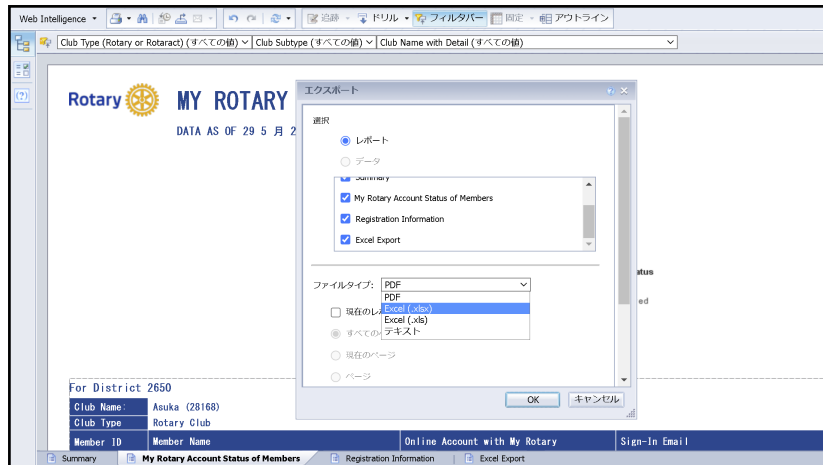 Web Intelligence
追跡
ドリル
フィルタバー
固定
アウトライン
Club Type (Rotary or Rotaract) (すべての値)
Club Subtype (すべての値)
Club Name with Detail (すべての値)
Rotary
MY ROTARY
DATA AS OF 29 5 月 2
エクスポート
選択
レポート
データ
Summary
My Rotary Account Status of Members
Registration Information
Excel Export
ファイルタイプ: PDF
PDF
Excel (.xlsx)
Excel (.xls)
テキスト
現在のレ
すべての
現在のページ
ページ
OK
キャンセル
atus
ed
For District 2650
Club Name: Asuka (28168)
Club Type Rotary Club
Member ID Member Name Online Account with My Rotary Sign-In Email
Summary
My Rotary Account Status of Members
Registration Information
Excel Export